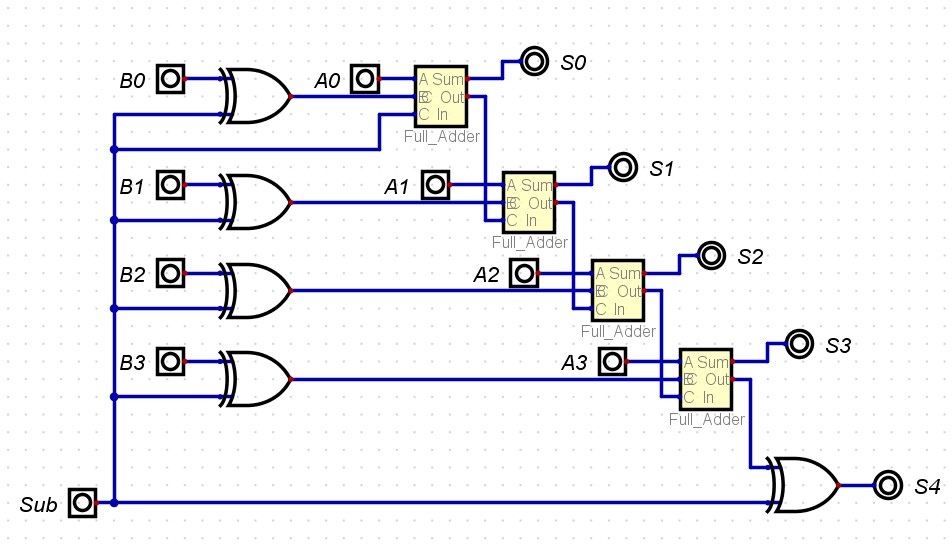 B0
A0
A Sum
B C Out
C In
Full_Adder
S0
B1
A1
A Sum
B C Out
C In
Full_Adder
S1
B2
A2
A Sum
B C Out
C In
Full_Adder
S2
B3
A3
A Sum
B C Out
C In
Full_Adder
S3
Sub
S4